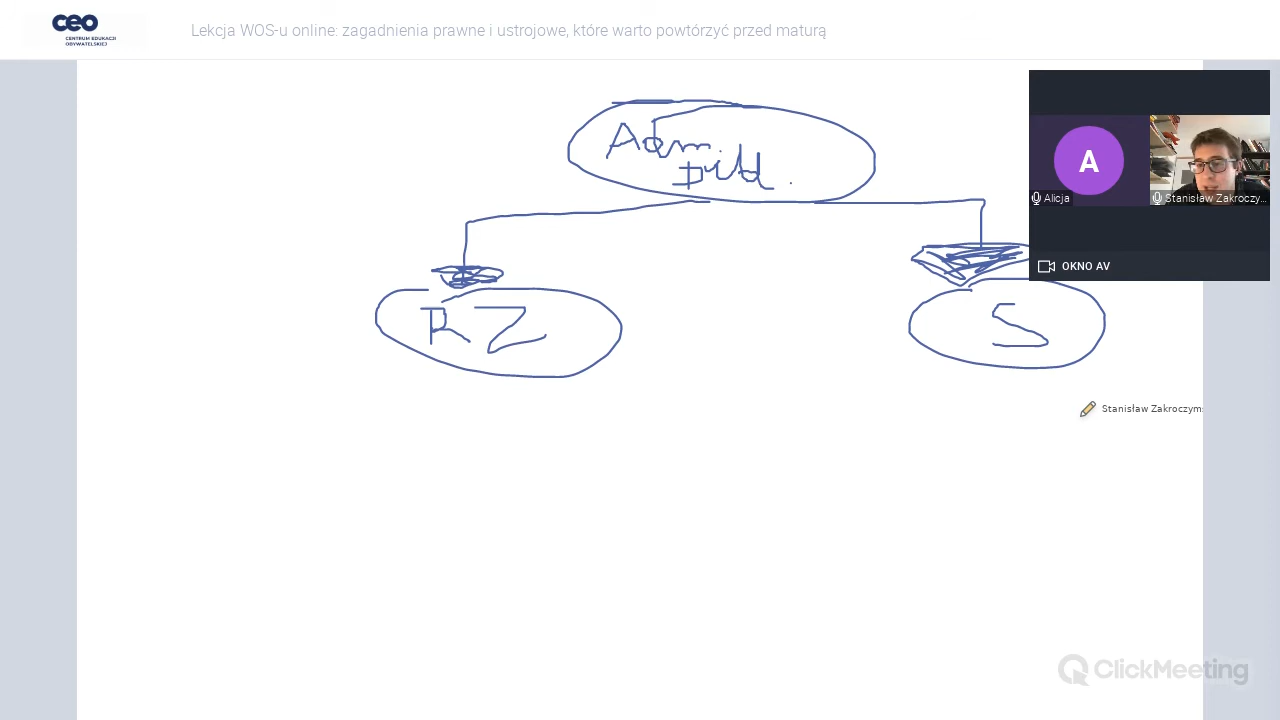 ceo
CENTRUM EDUKACJI
OBYWATELSKIEJ
Lekcja WOS-u online: zagadnienia prawne i ustrojowe, które warto powtórzyć przed maturą
Adm.
A
Alicja
Stanisław Zakroczy...
OKNO AV
RZ
S
Stanisław Zakroczym
ClickMeeting